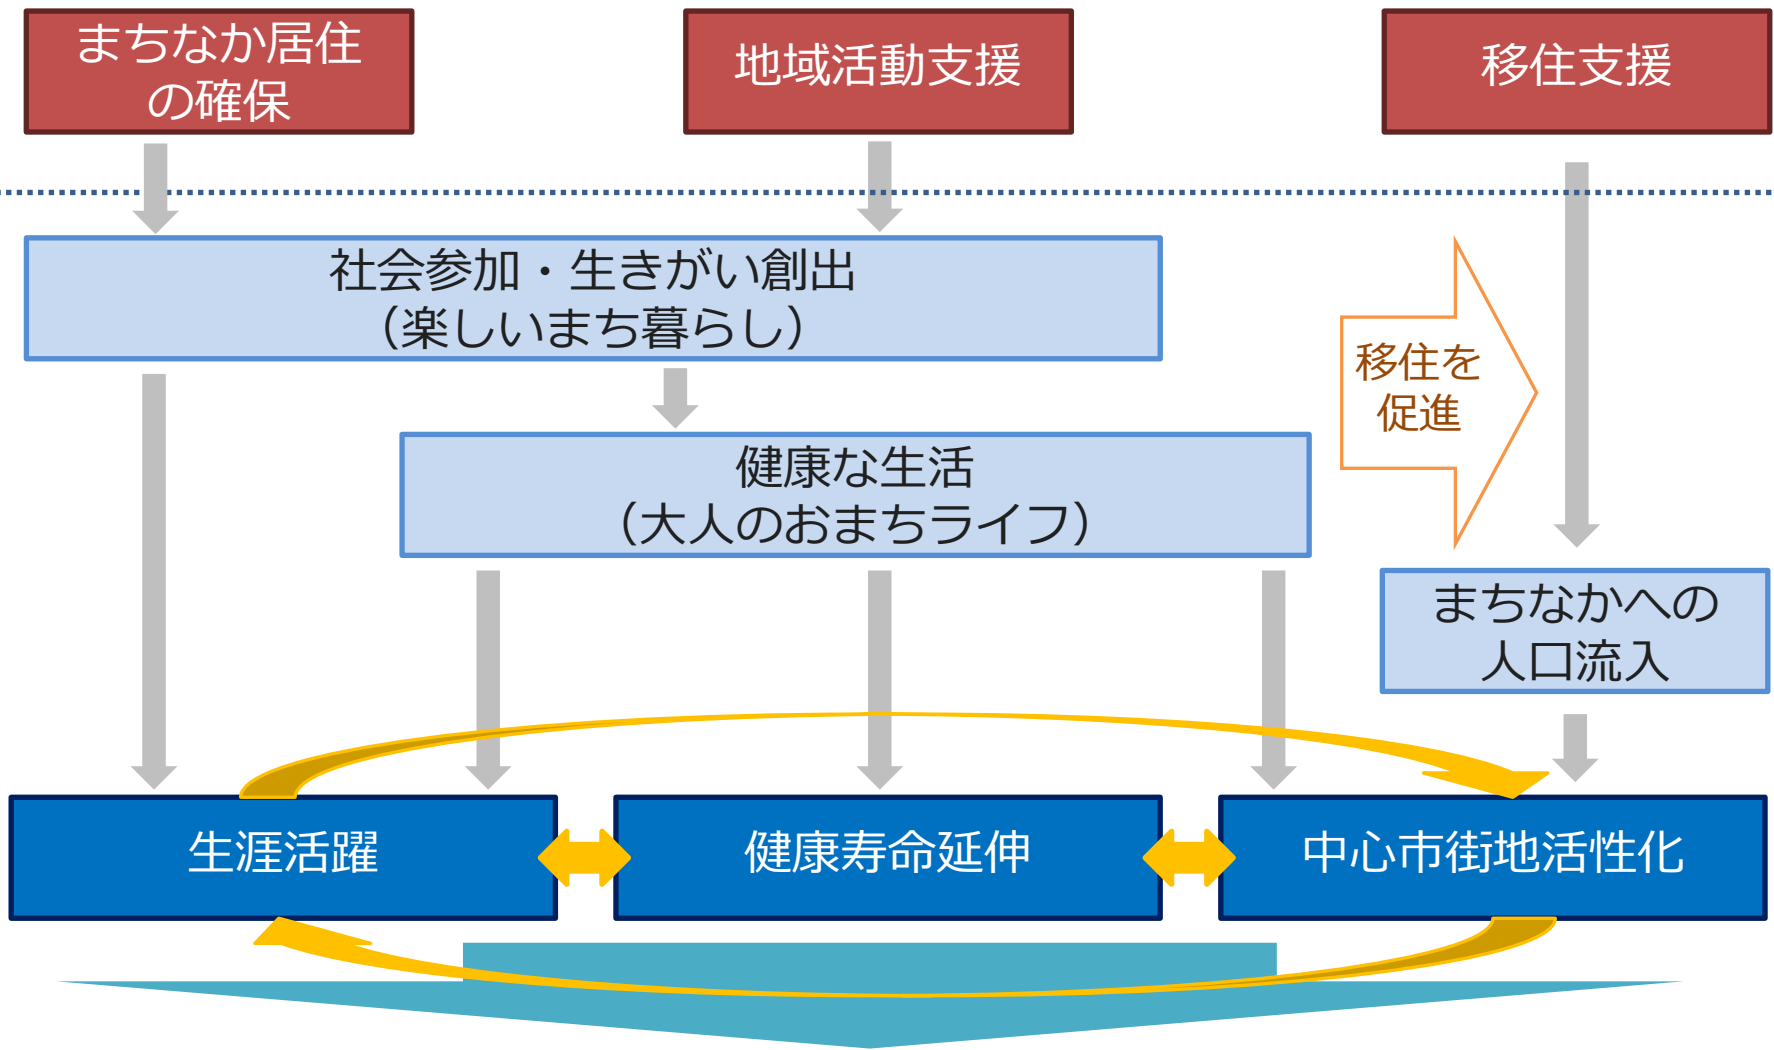 まちなか居住
の確保
地域活動支援
移住支援
社会参加・生きがい創出
（楽しいまち暮らし）
移住を
促進
健康な生活
（大人のおまちライフ）
まちなかへの
人口流入
生涯活躍
健康寿命延伸
中心市街地活性化